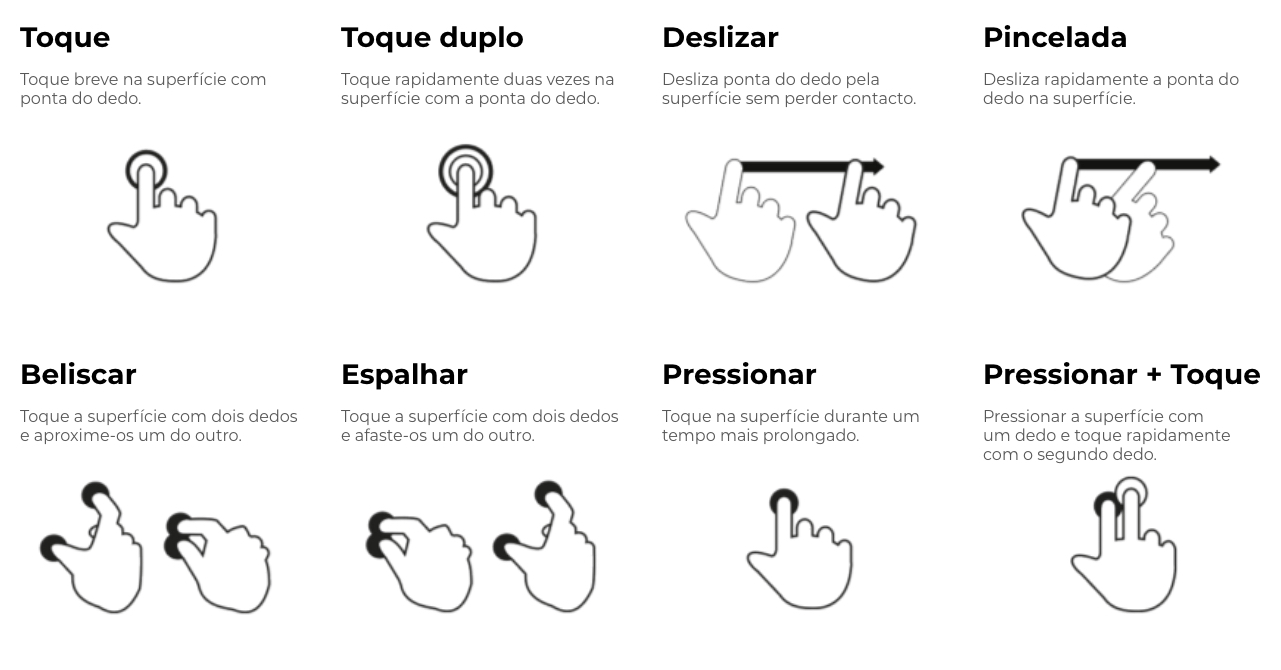 Toque
Toque breve na superfície com
ponta do dedo.
Toque duplo
Toque rapidamente duas vezes na
superfície com a ponta do dedo.
Deslizar
Desliza ponta do dedo pela
superfície sem perder contacto.
Pincelada
Desliza rapidamente a ponta do
dedo na superfície.
Beliscar
Toque a superfície com dois dedos
e aproxime-os um do outro.
Espalhar
Toque a superfície com dois dedos
e afaste-os um do outro.
Pressionar
Toque na superfície durante um
tempo mais prolongado.
Pressionar + Toque
Pressionar a superfície com
um dedo e toque rapidamente
com o segundo dedo.